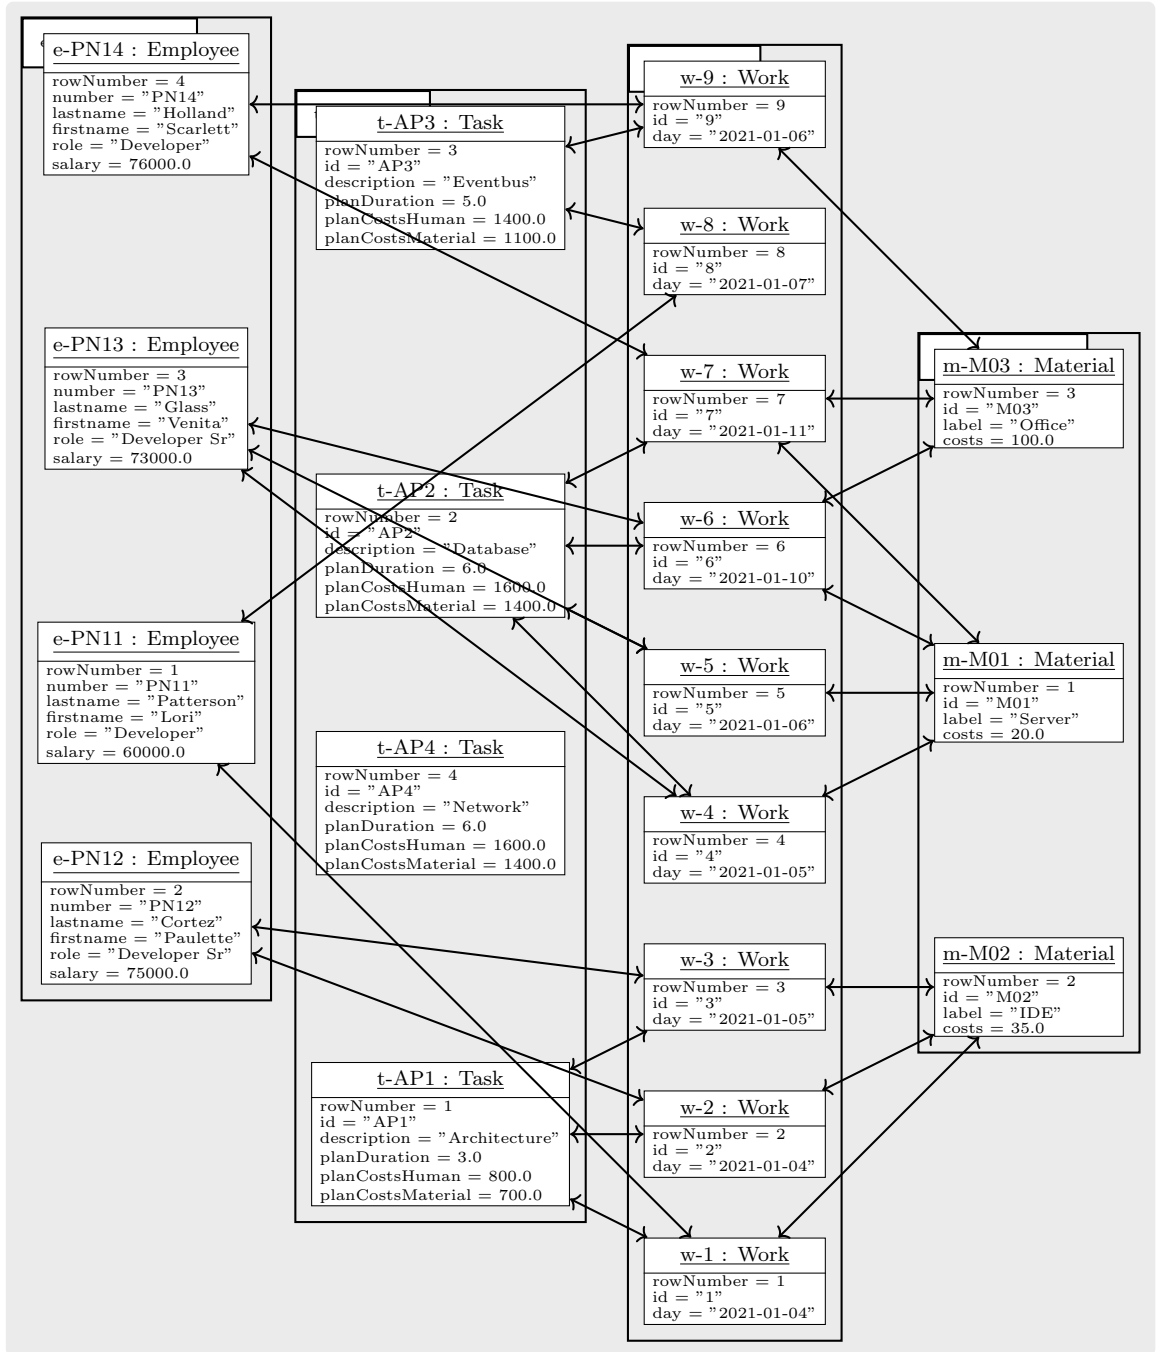 e-PN14 : Employee
rowNumber = 4
number = "PN14"
lastname = "Holland"
firstname = "Scarlett"
role = "Developer"
salary = 76000.0
e-PN13 : Employee
rowNumber = 3
number = "PN13"
lastname = "Glass"
firstname = "Venita"
role = "Developer Sr"
salary = 73000.0
e-PN11 : Employee
rowNumber = 1
number = "PN11"
lastname = "Patterson"
firstname = "Lori"
role = "Developer"
salary = 60000.0
e-PN12 : Employee
rowNumber = 2
number = "PN12"
lastname = "Cortez"
firstname = "Paulette"
role = "Developer Sr"
salary = 75000.0
t-AP3 : Task
rowNumber = 3
id = "AP3"
description = "Eventbus"
planDuration = 5.0
planCostsHuman = 1400.0
planCostsMaterial = 1100.0
t-AP2 : Task
rowNumber = 2
id = "AP2"
description = "Database"
planDuration = 6.0
planCostsHuman = 1600.0
planCostsMaterial = 1400.0
t-AP4 : Task
rowNumber = 4
id = "AP4"
description = "Network"
planDuration = 6.0
planCostsHuman = 1600.0
planCostsMaterial = 1400.0
t-AP1 : Task
rowNumber = 1
id = "AP1"
description = "Architecture"
planDuration = 3.0
planCostsHuman = 800.0
planCostsMaterial = 700.0
w-9 : Work
rowNumber = 9
id = "9"
day = "2021-01-06"
w-8 : Work
rowNumber = 8
id = "8"
day = "2021-01-07"
w-7 : Work
rowNumber = 7
id = "7"
day = "2021-01-11"
w-6 : Work
rowNumber = 6
id = "6"
day = "2021-01-10"
w-5 : Work
rowNumber = 5
id = "5"
day = "2021-01-06"
w-4 : Work
rowNumber = 4
id = "4"
day = "2021-01-05"
w-3 : Work
rowNumber = 3
id = "3"
day = "2021-01-05"
w-2 : Work
rowNumber = 2
id = "2"
day = "2021-01-04"
w-1 : Work
rowNumber = 1
id = "1"
day = "2021-01-04"
m-M03 : Material
rowNumber = 3
id = "M03"
label = "Office"
costs = 100.0
m-M01 : Material
rowNumber = 1
id = "M01"
label = "Server"
costs = 20.0
m-M02 : Material
rowNumber = 2
id = "M02"
label = "IDE"
costs = 35.0